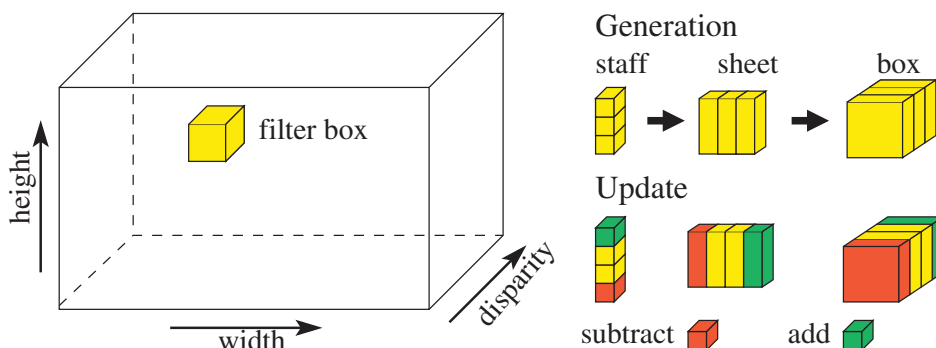 height
filter box
width
disparity
Generation
staff
sheet
box
Update
subtract
add